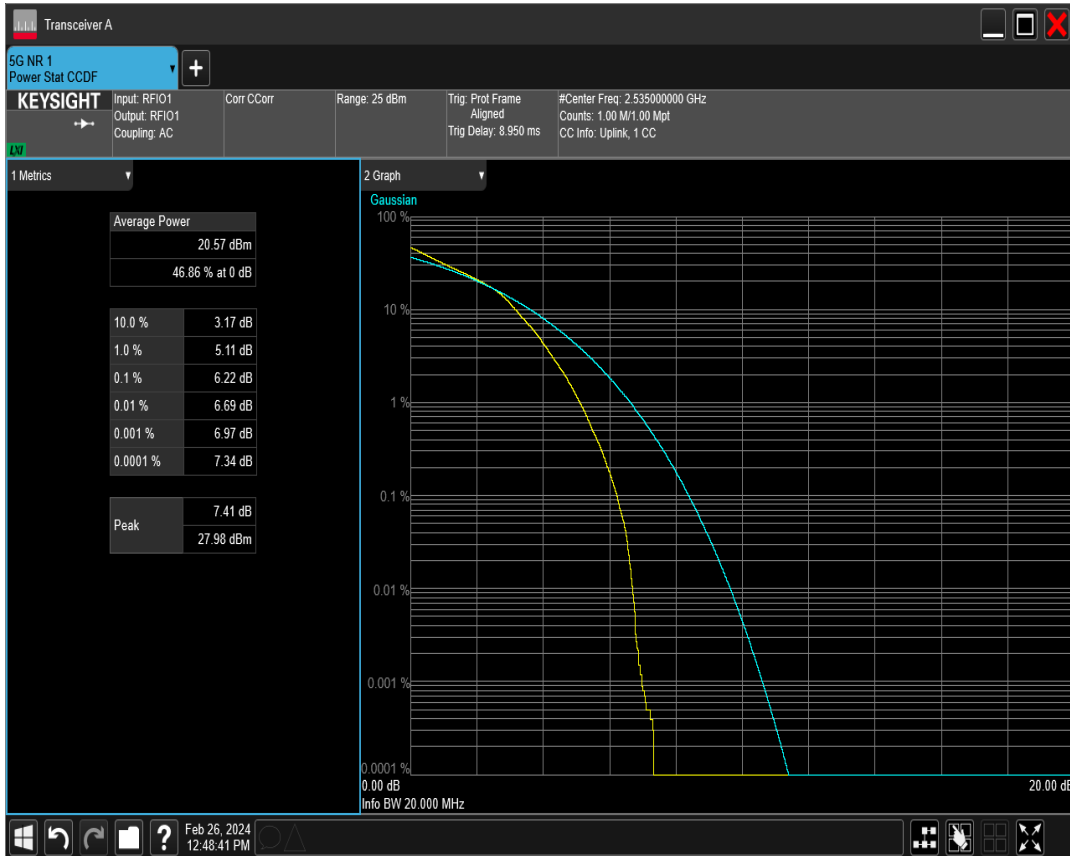 Transceiver A
5G NR 1
Power Stat CCDF
KEYSIGHT
LXI
Input: RFIO1
Output: RFIO1
Coupling: AC
Corr CCorr
Range: 25 dBm
Trig: Prot Frame
Aligned
Trig Delay: 8.950 ms
#Center Freq: 2.535000000 GHz
Counts: 1.00 M/1.00 Mpt
CC Info: Uplink, 1 CC
1 Metrics
Average Power
20.57 dBm
46.86 % at 0 dB
10.0 % 3.17 dB
1.0 % 5.11 dB
0.1 % 6.22 dB
0.01 % 6.69 dB
0.001 % 6.97 dB
0.0001 % 7.34 dB
Peak
7.41 dB
27.98 dBm
2 Graph
Gaussian
100 %
10 %
1 %
0.1 %
0.01 %
0.001 %
0.0001 %
0.00 dB
20.00 dB
Info BW 20.000 MHz
?
Feb 26, 2024
12:48:41 PM